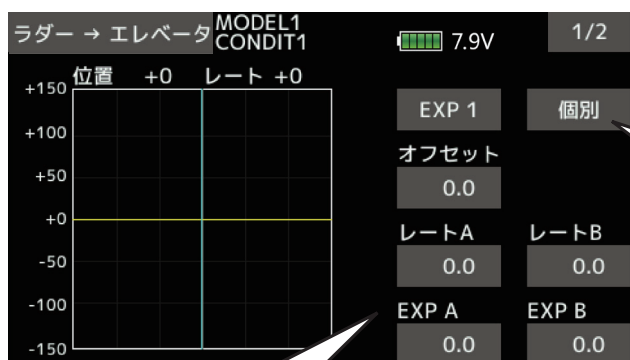 ラダー → エレベータ
MODEL1
CONDIT1
7.9V
1/2
位置 +0 レート +0
+150
+100
+50
+0
-50
-100
-150
EXP 1
個別
オフセット
0.0
レートA
レートB
0.0
0.0
EXP A
EXP B
0.0
0.0